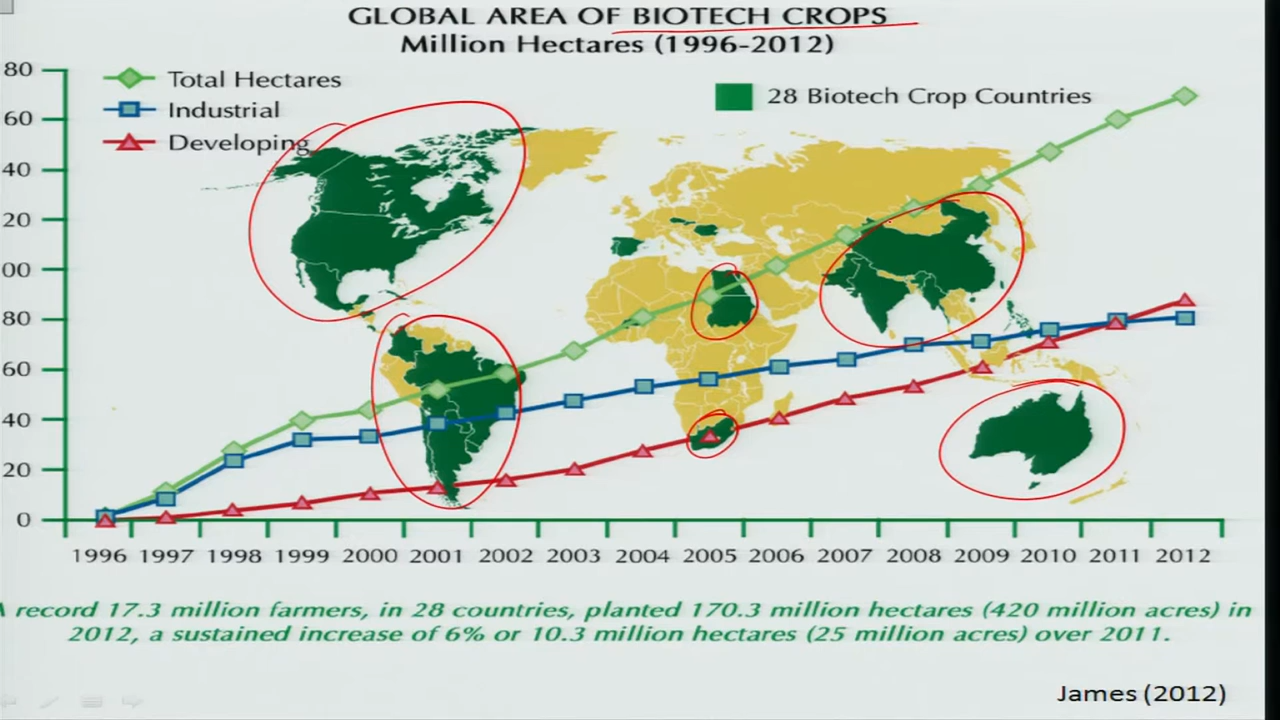 GLOBAL AREA OF BIOTECH CROPS
Million Hectares (1996-2012)
Total Hectares
Industrial
Developing
28 Biotech Crop Countries
80
60
40
20
00
80
60
40
20
0
1996 1997 1998 1999 2000 2001 2002 2003 2004 2005 2006 2007 2008 2009 2010 2011 2012
A record 17.3 million farmers, in 28 countries, planted 170.3 million hectares (420 million acres) in
2012, a sustained increase of 6% or 10.3 million hectares (25 million acres) over 2011.
James (2012)